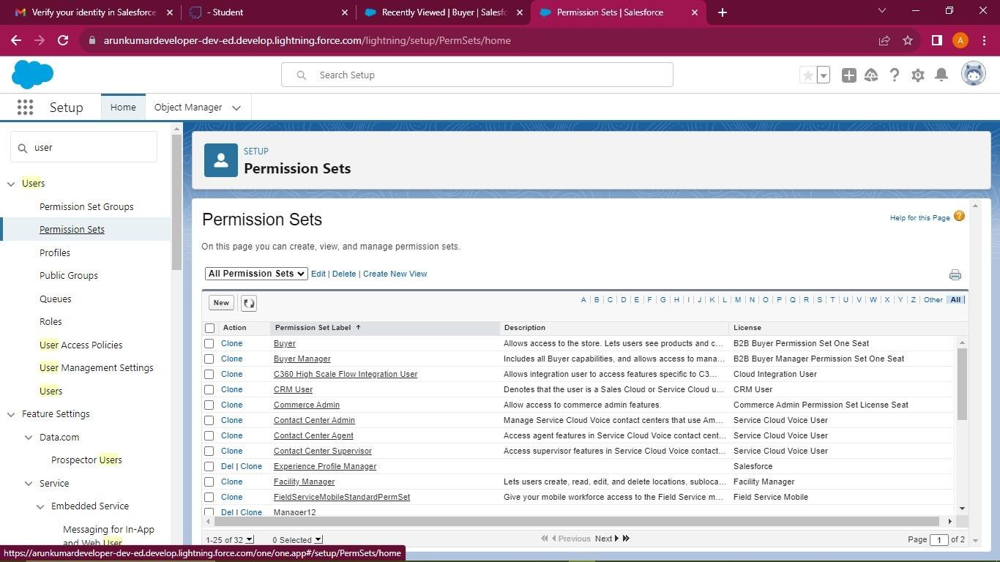 Verify your identity in Salesforce
- Student
Recently Viewed | Buyer | Salesfo
Permission Sets | Salesforce
arunkumardeveloper-dev-ed.develop.lightning.force.com/lightning/setup/PermSets/home
A
Search Setup
Setup
Home
Object Manager
user
Users
Permission Set Groups
Permission Sets
Profiles
Public Groups
Queues
Roles
User Access Policies
User Management Settings
Users
Feature Settings
Data.com
Prospector Users
Service
Embedded Service
Messaging for In-App
and Web User
SETUP
Permission Sets
Permission Sets
Help for this Page
On this page you can create, view, and manage permission sets.
All Permission Sets Edit | Delete | Create New View
New
A | B | C | D | E | F | G | H | I | J | K | L | M | N | O | P | Q | R | S | T | U | V | W | X | Y | Z | Other | All
Action Permission Set Label Description License
Clone Buyer Allows access to the store. Lets users see products and c... B2B Buyer Permission Set One Seat
Clone Buyer Manager Includes all Buyer capabilities, and allows access to mana... B2B Buyer Manager Permission Set One Seat
Clone C360 High Scale Flow Integration User Allows integration user to access features specific to C3... Cloud Integration User
Clone CRM User Denotes that the user is a Sales Cloud or Service Cloud u... CRM User
Clone Commerce Admin Allow access to commerce admin features. Commerce Admin Permission Set License Seat
Clone Contact Center Admin Manage Service Cloud Voice contact centers that use Am... Service Cloud Voice User
Clone Contact Center Agent Access agent features in Service Cloud Voice contact cent... Service Cloud Voice User
Clone Contact Center Supervisor Access supervisor features in Service Cloud Voice contact... Service Cloud Voice User
Del | Clone Experience Profile Manager Salesforce
Clone Facility Manager Lets users create, read, edit, and delete locations, subloca... Facility Manager
Clone FieldServiceMobileStandardPermSet Give your mobile workforce access to the Field Service m... Field Service Mobile
Del | Clone Manager12
1-25 of 32 0 Selected Previous Next Page 1 of 2
https://arunkumardeveloper-dev-ed.develop.lightning.force.com/one/one.app#/setup/PermSets/home